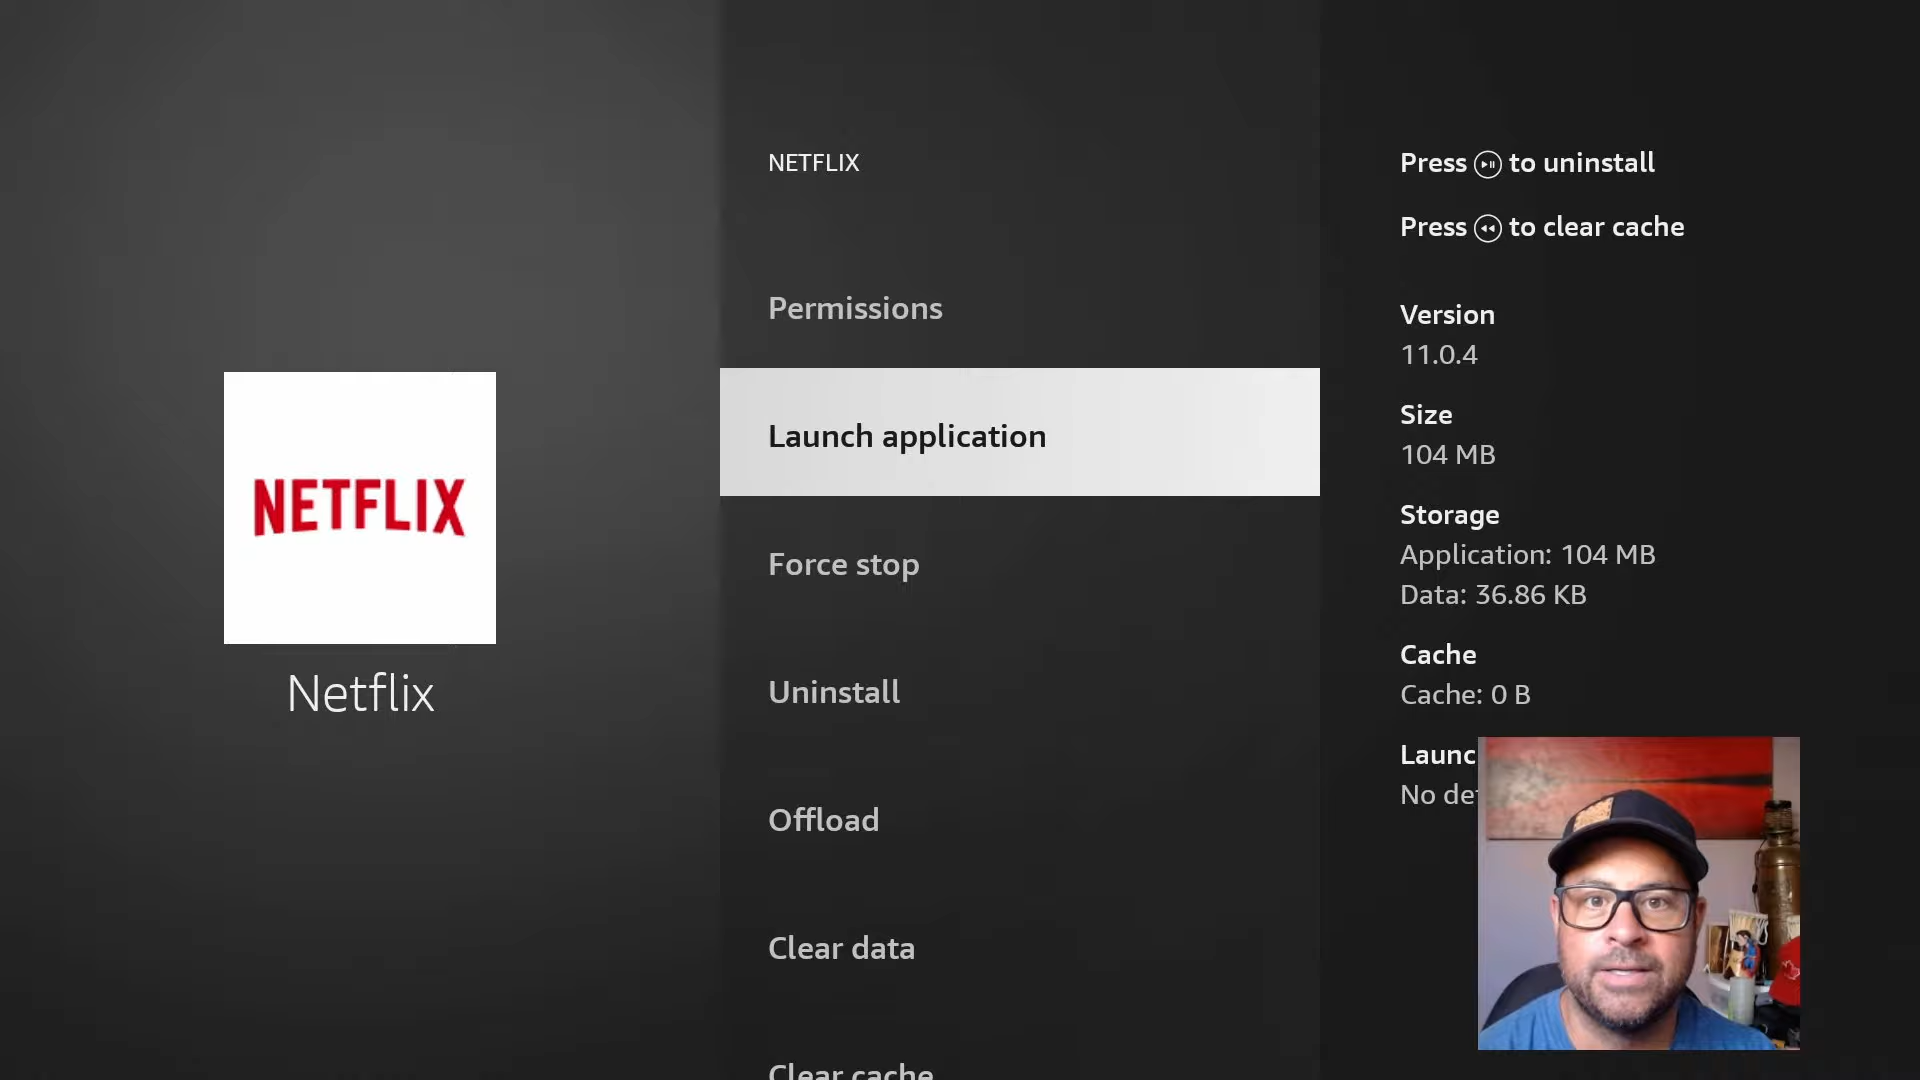 NETFLIX
Netflix
NETFLIX
Permissions
Launch application
Force stop
Uninstall
Offload
Clear data
Clear cache
Press to uninstall
Press to clear cache
Version
11.0.4
Size
104 MB
Storage
Application: 104 MB
Data: 36.86 KB
Cache
Cache: 0 B
Launc
No de